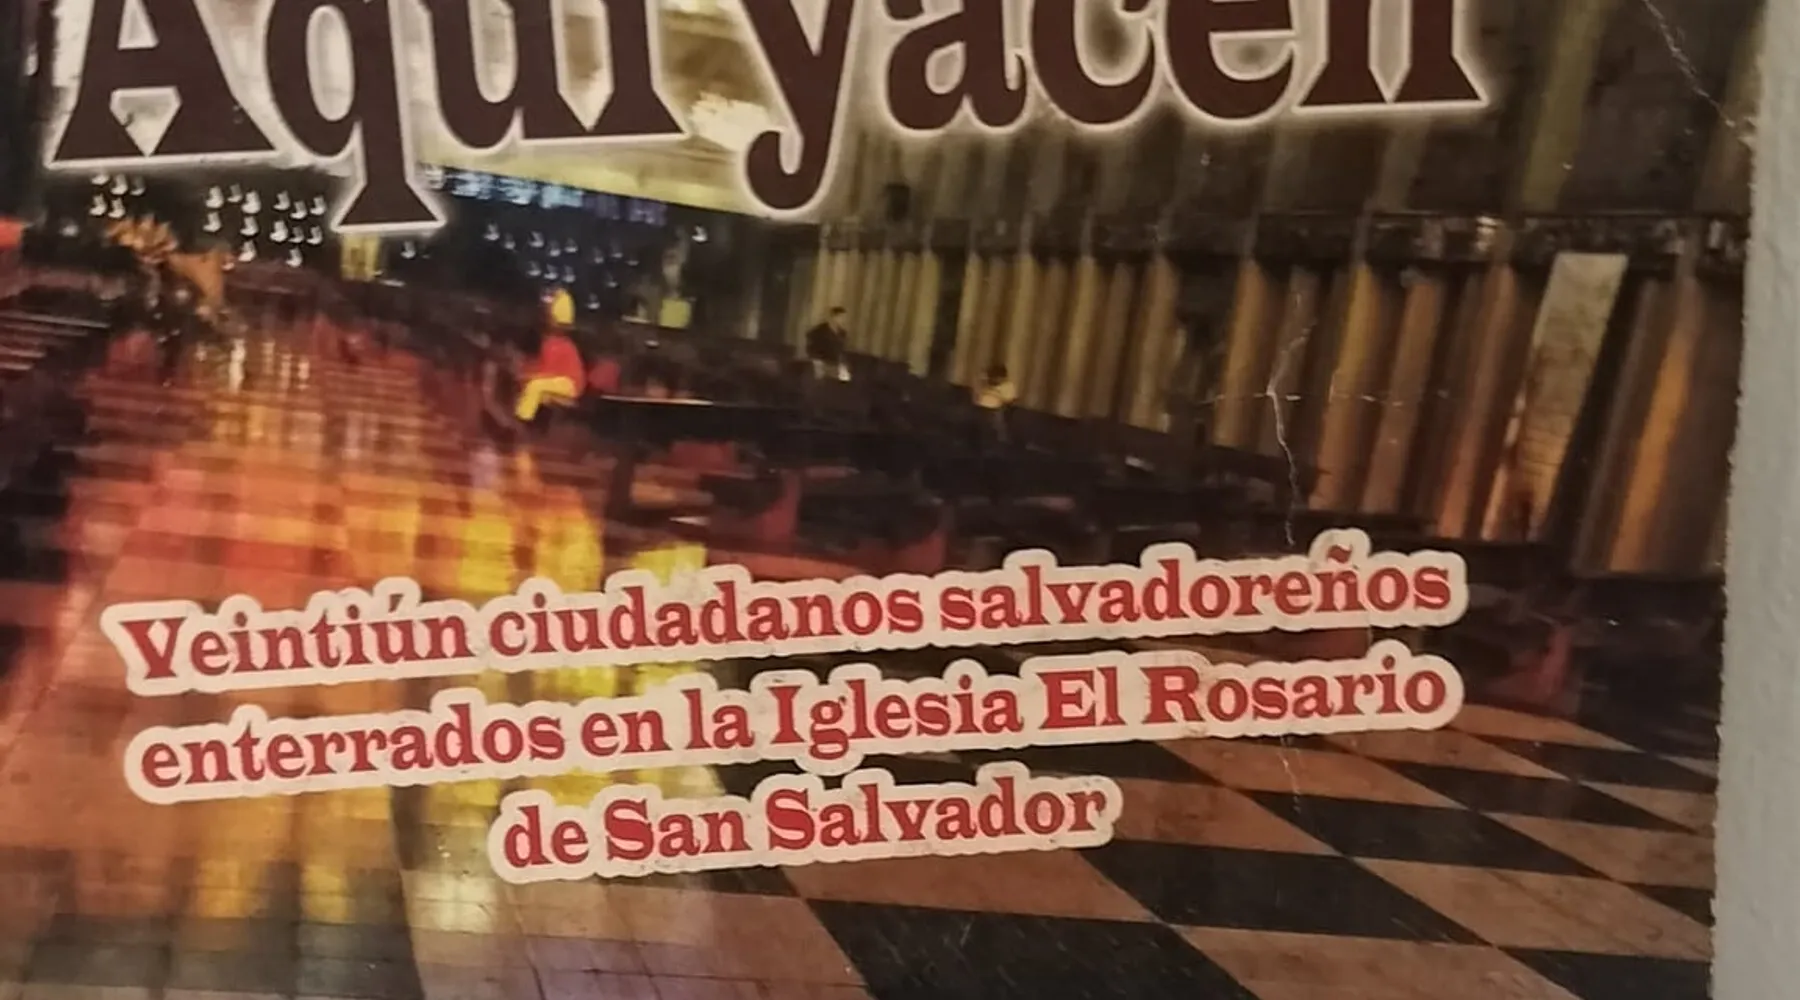 Aquí yacen
Veintiún ciudadanos salvadoreños
enterrados en la Iglesia El Rosario
de San Salvador